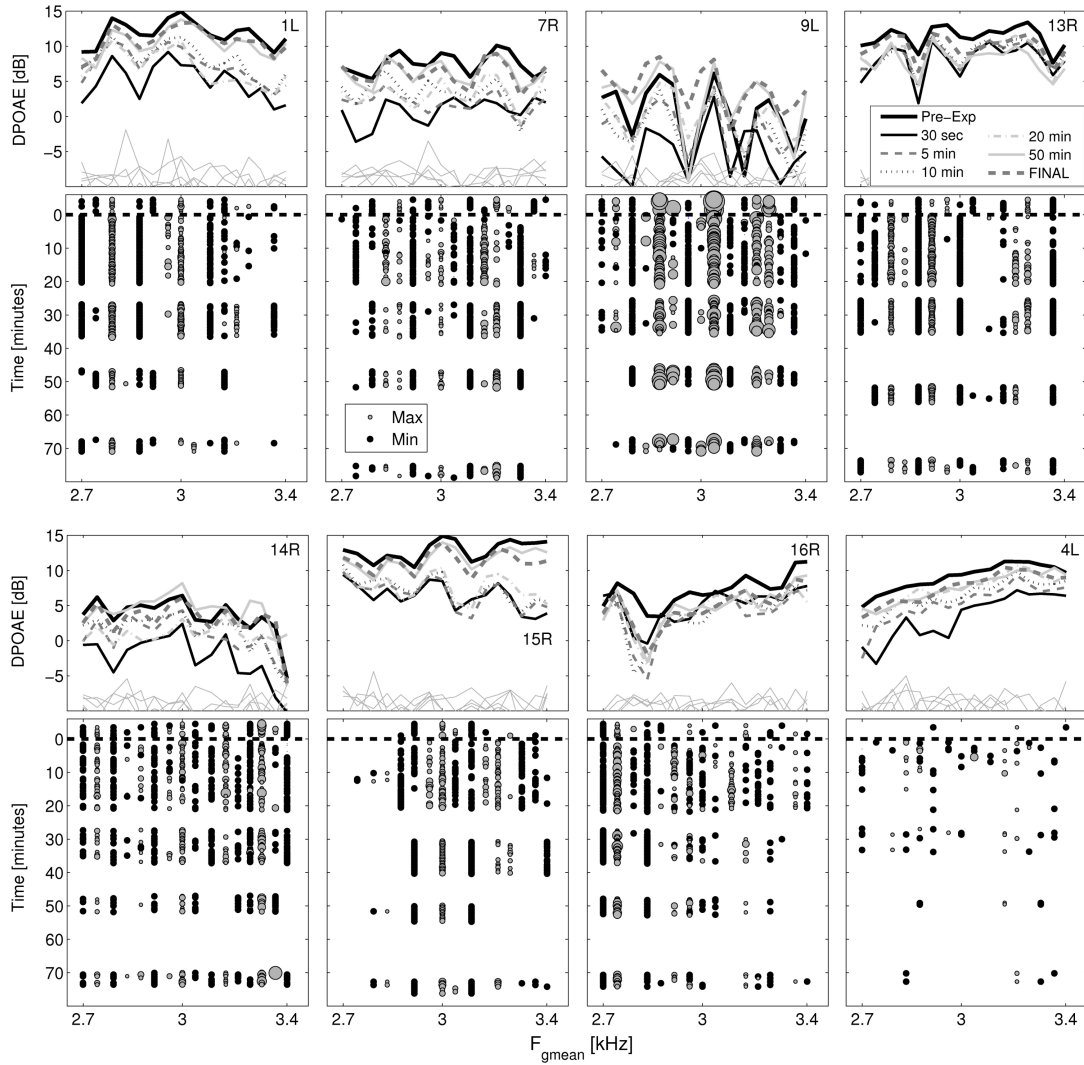 15
10
5
0
−5
DPOAE [dB]
1L
7R
9L
13R
Pre−Exp
30 sec
5 min
10 min
20 min
50 min
FINAL
0
10
20
30
40
50
60
70
Time [minutes]
Max
Min
2.7 3 3.4
2.7 3 3.4
2.7 3 3.4
2.7 3 3.4
15
10
5
0
−5
DPOAE [dB]
14R
15R
16R
4L
0
10
20
30
40
50
60
70
Time [minutes]
2.7 3 3.4
2.7 3 3.4
2.7 3 3.4
2.7 3 3.4
F gmean [kHz]